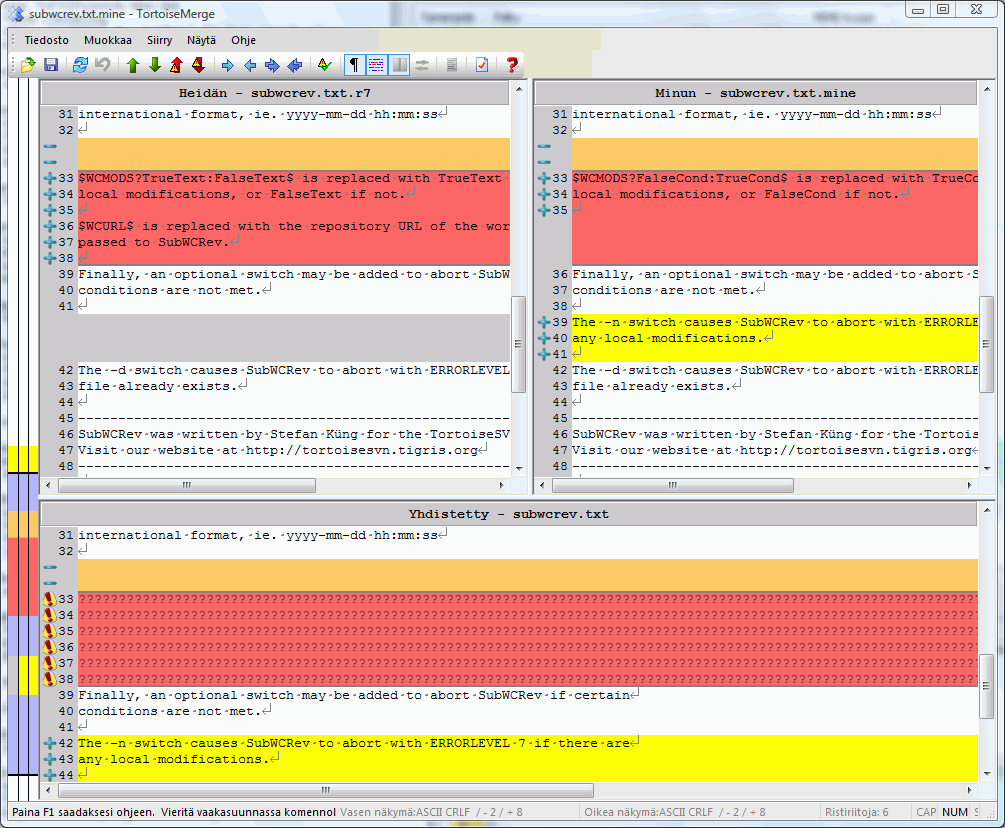 subwcrev.txt.mine - TortoiseMerge
Tiedosto Muokkaa Siirry Näytä Ohje
Heidän - subwcrev.txt.r7
31 international format, ie. yyyy-mm-dd hh:mm:ss
32
33 $WCMODS?TrueText:FalseText$ is replaced with TrueText
34 local modifications, or FalseText if not.
35
36 $WCURL$ is replaced with the repository URL of the wor
37 passed to SubWCRev.
38
39 Finally, an optional switch may be added to abort SubW
40 conditions are not met.
41
42 The -d switch causes SubWCRev to abort with ERRORLEVEL
43 file already exists.
44
45 ------------------------------------------------------
46 SubWCRev was written by Stefan Küng for the TortoiseSV
47 Visit our website at http://tortoisesvn.tigris.org
48
Minun - subwcrev.txt.mine
31 international format, ie. yyyy-mm-dd hh:mm:ss
32
33 $WCMODS?FalseCond:TrueCond$ is replaced with TrueCo
34 local modifications, or FalseCond if not.
35
36 Finally, an optional switch may be added to abort S
37 conditions are not met.
38
39 The -n switch causes SubWCRev to abort with ERRORLE
40 any local modifications.
41
42 The -d switch causes SubWCRev to abort with ERRORLE
43 file already exists.
44
45 ---------------------------------------------------
46 SubWCRev was written by Stefan Küng for the Tortois
47 Visit our website at http://tortoisesvn.tigris.org
48
Yhdistetty - subwcrev.txt
31 international format, ie. yyyy-mm-dd hh:mm:ss
32
33 ????????????????????????????????????????????????????????????????????????????????????????????????????????????????
34 ????????????????????????????????????????????????????????????????????????????????????????????????????????????????
35 ????????????????????????????????????????????????????????????????????????????????????????????????????????????????
36 ????????????????????????????????????????????????????????????????????????????????????????????????????????????????
37 ????????????????????????????????????????????????????????????????????????????????????????????????????????????????
38 ????????????????????????????????????????????????????????????????????????????????????????????????????????????????
39 Finally, an optional switch may be added to abort SubWCRev if certain
40 conditions are not met.
41
42 The -n switch causes SubWCRev to abort with ERRORLEVEL 7 if there are
43 any local modifications.
44
Paina F1 saadaksesi ohjeen. Vieritä vaakasuunnassa komennol Vasen näkymä:ASCII CRLF / - 2 / + 8 Oikea näkymä:ASCII CRLF / - 2 / + 8 Ristiriitoja: 6 CAP NUM S